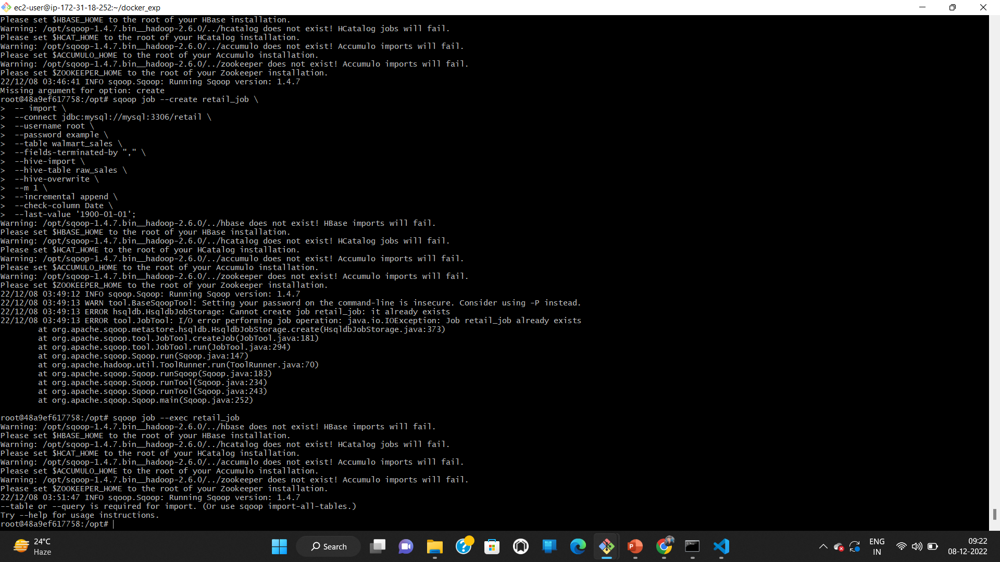 ec2-user@ip-172-31-18-252:~/docker_exp
Please set $HBASE_HOME to the root of your HBase installation.
Warning: /opt/sqoop-1.4.7.bin__hadoop-2.6.0/../hcatalog does not exist! HCatalog jobs will fail.
Please set $HCAT_HOME to the root of your HCatalog installation.
Warning: /opt/sqoop-1.4.7.bin__hadoop-2.6.0/../accumulo does not exist! Accumulo imports will fail.
Please set $ACCUMULO_HOME to the root of your Accumulo installation.
Warning: /opt/sqoop-1.4.7.bin__hadoop-2.6.0/../zookeeper does not exist! Accumulo imports will fail.
Please set $ZOOKEEPER_HOME to the root of your Zookeeper installation.
22/12/08 03:46:41 INFO sqoop.Sqoop: Running Sqoop version: 1.4.7
Missing argument for option: create
root@48a9ef617758:/opt# sqoop job --create retail_job \
>  -- import \
>  --connect jdbc:mysql://mysql:3306/retail \
>  --username root \
>  --password example \
>  --table walmart_sales \
>  --fields-terminated-by "," \
>  --hive-import \
>  --hive-table raw_sales \
>  --hive-overwrite \
>  --m 1 \
>  --incremental append \
>  --check-column Date \
>  --last-value '1900-01-01';
Warning: /opt/sqoop-1.4.7.bin__hadoop-2.6.0/../hbase does not exist! HBase imports will fail.
Please set $HBASE_HOME to the root of your HBase installation.
Warning: /opt/sqoop-1.4.7.bin__hadoop-2.6.0/../hcatalog does not exist! HCatalog jobs will fail.
Please set $HCAT_HOME to the root of your HCatalog installation.
Warning: /opt/sqoop-1.4.7.bin__hadoop-2.6.0/../accumulo does not exist! Accumulo imports will fail.
Please set $ACCUMULO_HOME to the root of your Accumulo installation.
Warning: /opt/sqoop-1.4.7.bin__hadoop-2.6.0/../zookeeper does not exist! Accumulo imports will fail.
Please set $ZOOKEEPER_HOME to the root of your Zookeeper installation.
22/12/08 03:49:12 INFO sqoop.Sqoop: Running Sqoop version: 1.4.7
22/12/08 03:49:13 WARN tool.BaseSqoopTool: Setting your password on the command-line is insecure. Consider using -P instead.
22/12/08 03:49:13 ERROR hsqldb.HsqldbJobStorage: Cannot create job retail_job: it already exists
22/12/08 03:49:13 ERROR tool.JobTool: I/O error performing job operation: java.io.IOException: Job retail_job already exists
        at org.apache.sqoop.metastore.hsqldb.HsqldbJobStorage.create(HsqldbJobStorage.java:373)
        at org.apache.sqoop.tool.JobTool.createJob(JobTool.java:181)
        at org.apache.sqoop.tool.JobTool.run(JobTool.java:294)
        at org.apache.sqoop.Sqoop.run(Sqoop.java:147)
        at org.apache.hadoop.util.ToolRunner.run(ToolRunner.java:70)
        at org.apache.sqoop.Sqoop.runSqoop(Sqoop.java:183)
        at org.apache.sqoop.Sqoop.runTool(Sqoop.java:234)
        at org.apache.sqoop.Sqoop.runTool(Sqoop.java:243)
        at org.apache.sqoop.Sqoop.main(Sqoop.java:252)
root@48a9ef617758:/opt# sqoop job --exec retail_job
Warning: /opt/sqoop-1.4.7.bin__hadoop-2.6.0/../hbase does not exist! HBase imports will fail.
Please set $HBASE_HOME to the root of your HBase installation.
Warning: /opt/sqoop-1.4.7.bin__hadoop-2.6.0/../hcatalog does not exist! HCatalog jobs will fail.
Please set $HCAT_HOME to the root of your HCatalog installation.
Warning: /opt/sqoop-1.4.7.bin__hadoop-2.6.0/../accumulo does not exist! Accumulo imports will fail.
Please set $ACCUMULO_HOME to the root of your Accumulo installation.
Warning: /opt/sqoop-1.4.7.bin__hadoop-2.6.0/../zookeeper does not exist! Accumulo imports will fail.
Please set $ZOOKEEPER_HOME to the root of your Zookeeper installation.
22/12/08 03:51:47 INFO sqoop.Sqoop: Running Sqoop version: 1.4.7
--table or --query is required for import. (Or use sqoop import-all-tables.)
Try --help for usage instructions.
root@48a9ef617758:/opt#
24°C
Haze
Search
ENG
IN
09:22
08-12-2022